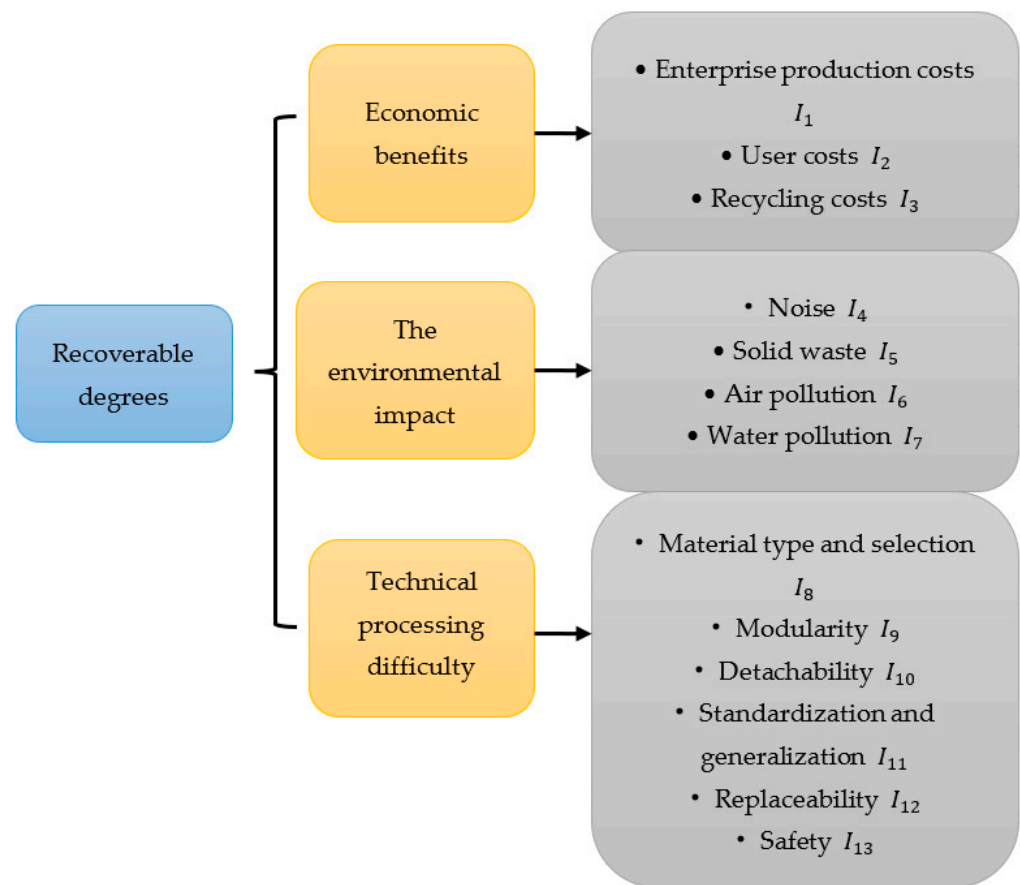 Recoverable
degrees
Economic
benefits
• Enterprise production costs
I₁
• User costs I₂
• Recycling costs I₃
The
environmental
impact
• Noise I₄
• Solid waste I₅
• Air pollution I₆
• Water pollution I₇
Technical
processing
difficulty
• Material type and selection
I₈
• Modularity I₉
• Detachability I₁₀
• Standardization and
generalization I₁₁
• Replaceability I₁₂
• Safety I₁₃